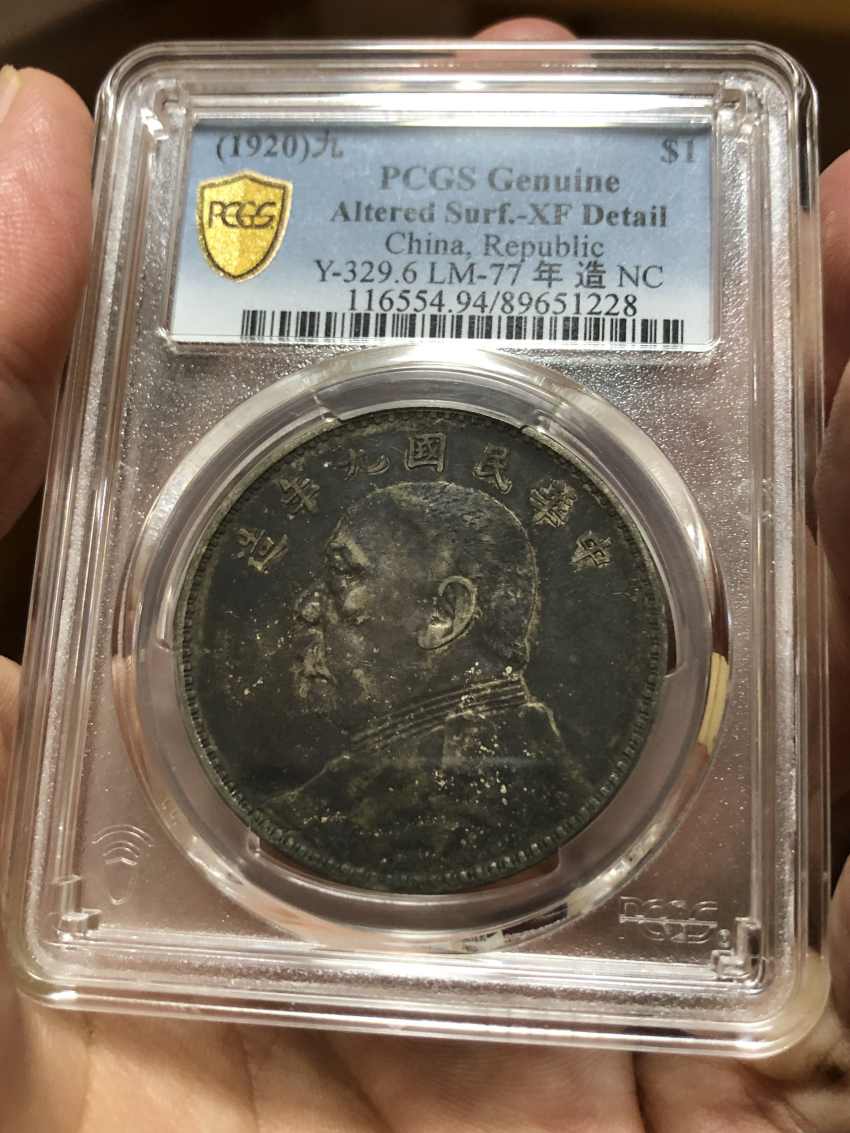 (1920)九 $1
PCGS
PCGS Genuine
Altered Surf.-XF Detail
China, Republic
Y-329.6 LM-77 年 造 NC
116554.94/89651228
造年九國民華中
PCGS